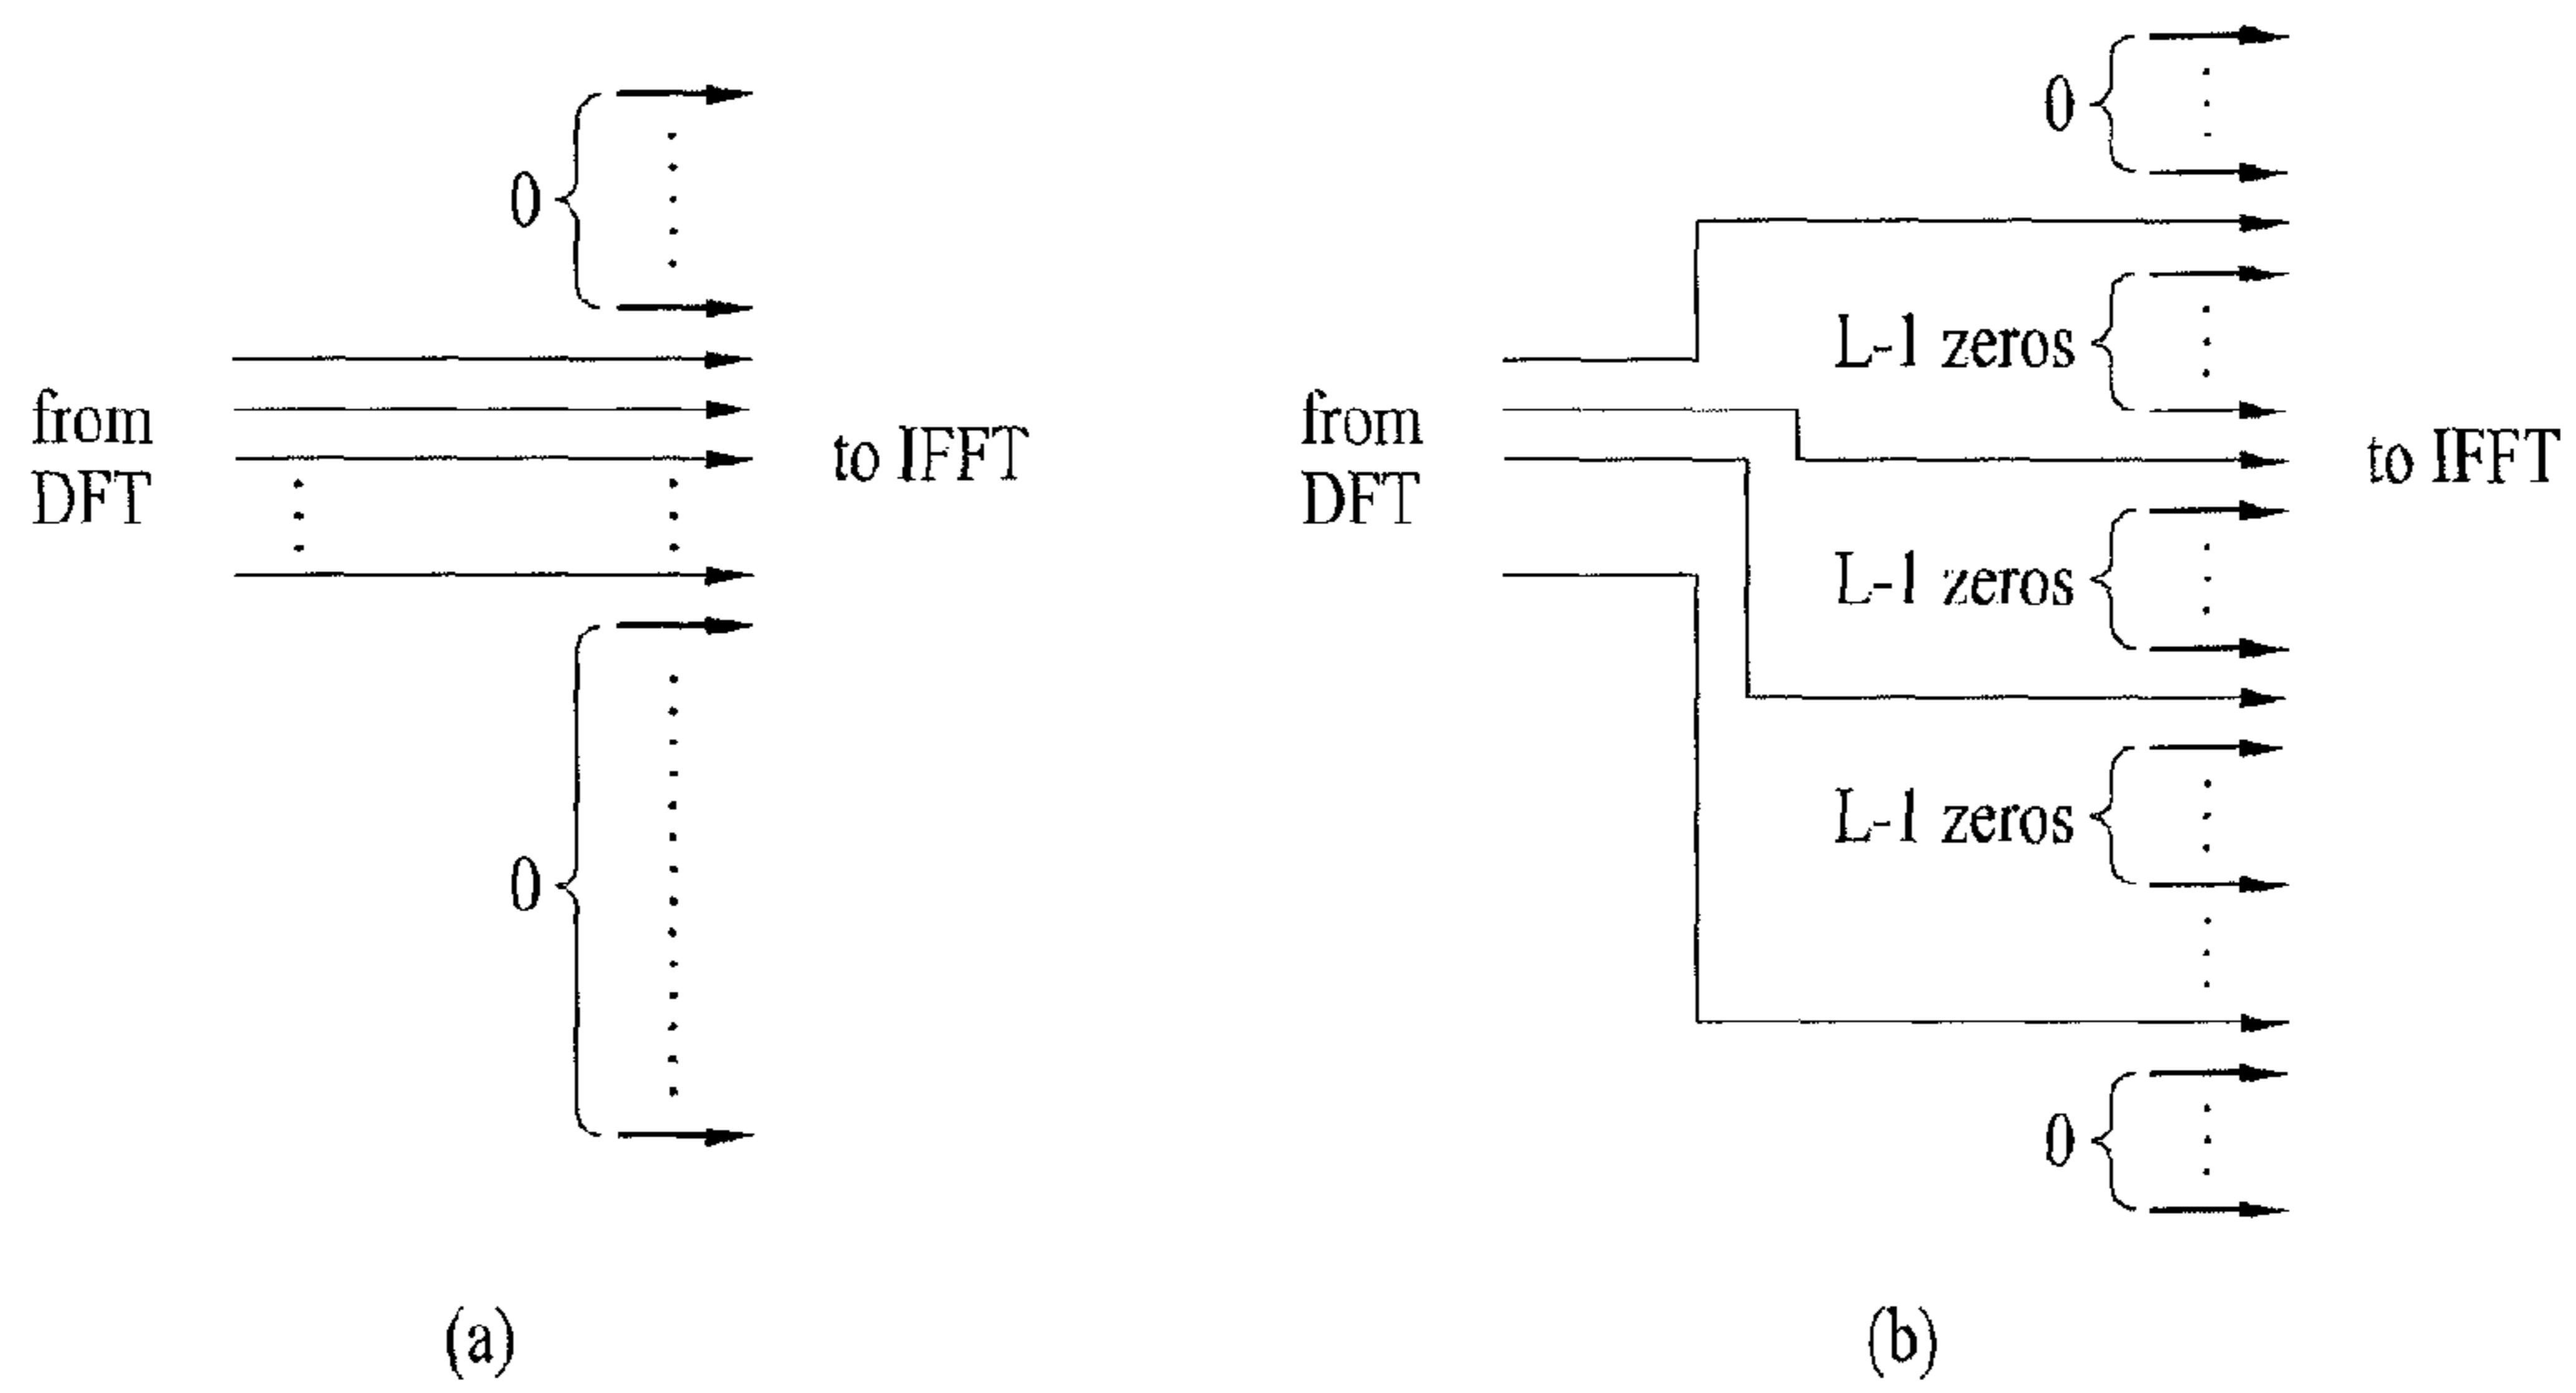 0
from
DFT
to IFFT
0
(a)
0
L-1 zeros
from
DFT
to IFFT
L-1 zeros
L-1 zeros
0
(b)